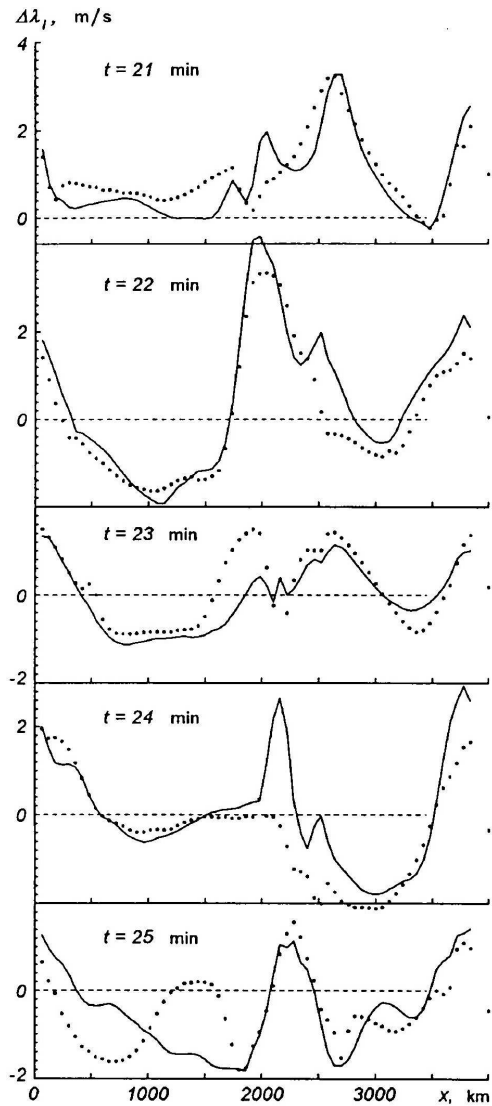 Δλ_l, m/s
4
t = 21 min
2
0
t = 22 min
2
0
t = 23 min
0
-2
t = 24 min
2
0
t = 25 min
0
-2
0 1000 2000 3000 x, km